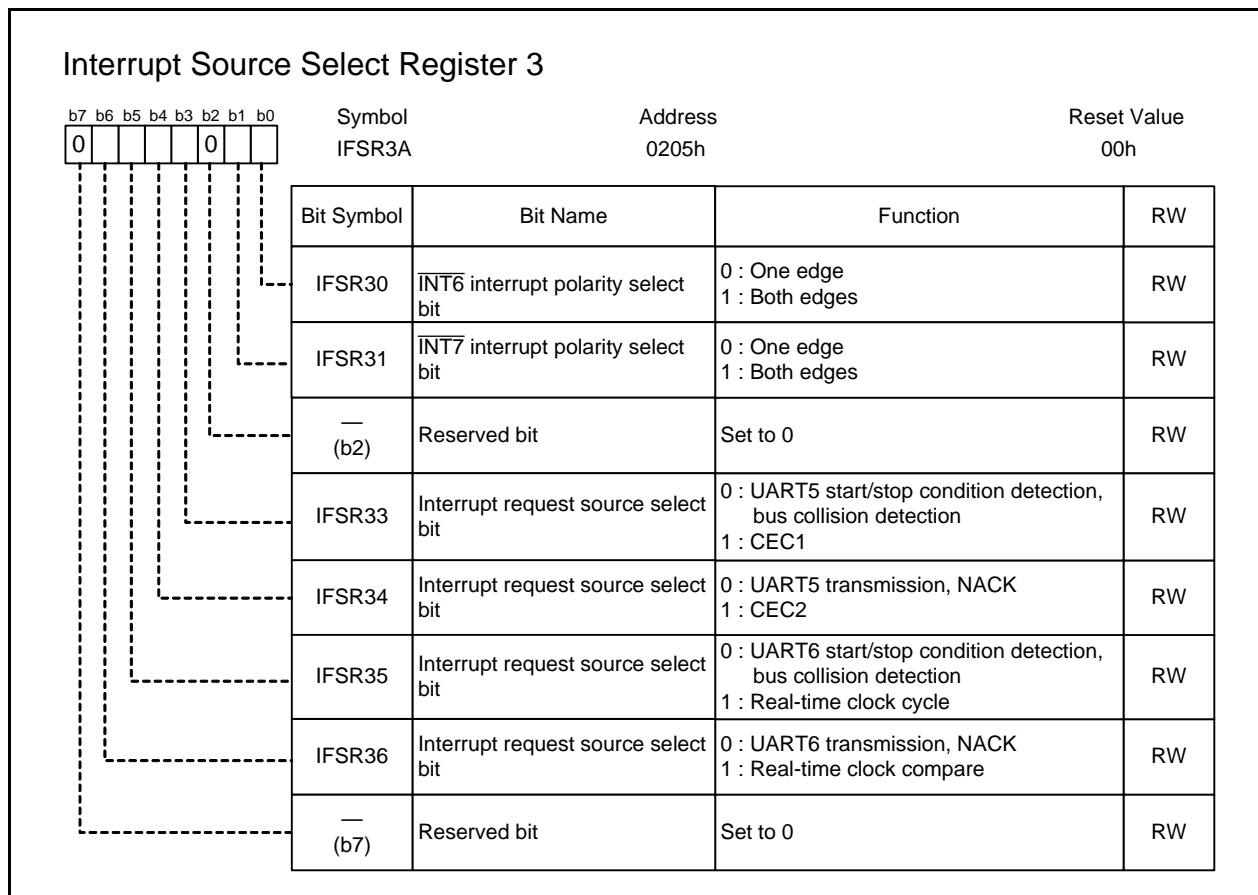 Interrupt Source Select Register 3
b7 b6 b5 b4 b3 b2 b1 b0
0 0
Symbol Address Reset Value
IFSR3A 0205h 00h
Bit Symbol Bit Name Function RW
IFSR30 INT6 interrupt polarity select bit 0 : One edge
1 : Both edges RW
IFSR31 INT7 interrupt polarity select bit 0 : One edge
1 : Both edges RW
—
(b2) Reserved bit Set to 0 RW
IFSR33 Interrupt request source select bit 0 : UART5 start/stop condition detection,
bus collision detection
1 : CEC1 RW
IFSR34 Interrupt request source select bit 0 : UART5 transmission, NACK
1 : CEC2 RW
IFSR35 Interrupt request source select bit 0 : UART6 start/stop condition detection,
bus collision detection
1 : Real-time clock cycle RW
IFSR36 Interrupt request source select bit 0 : UART6 transmission, NACK
1 : Real-time clock compare RW
—
(b7) Reserved bit Set to 0 RW